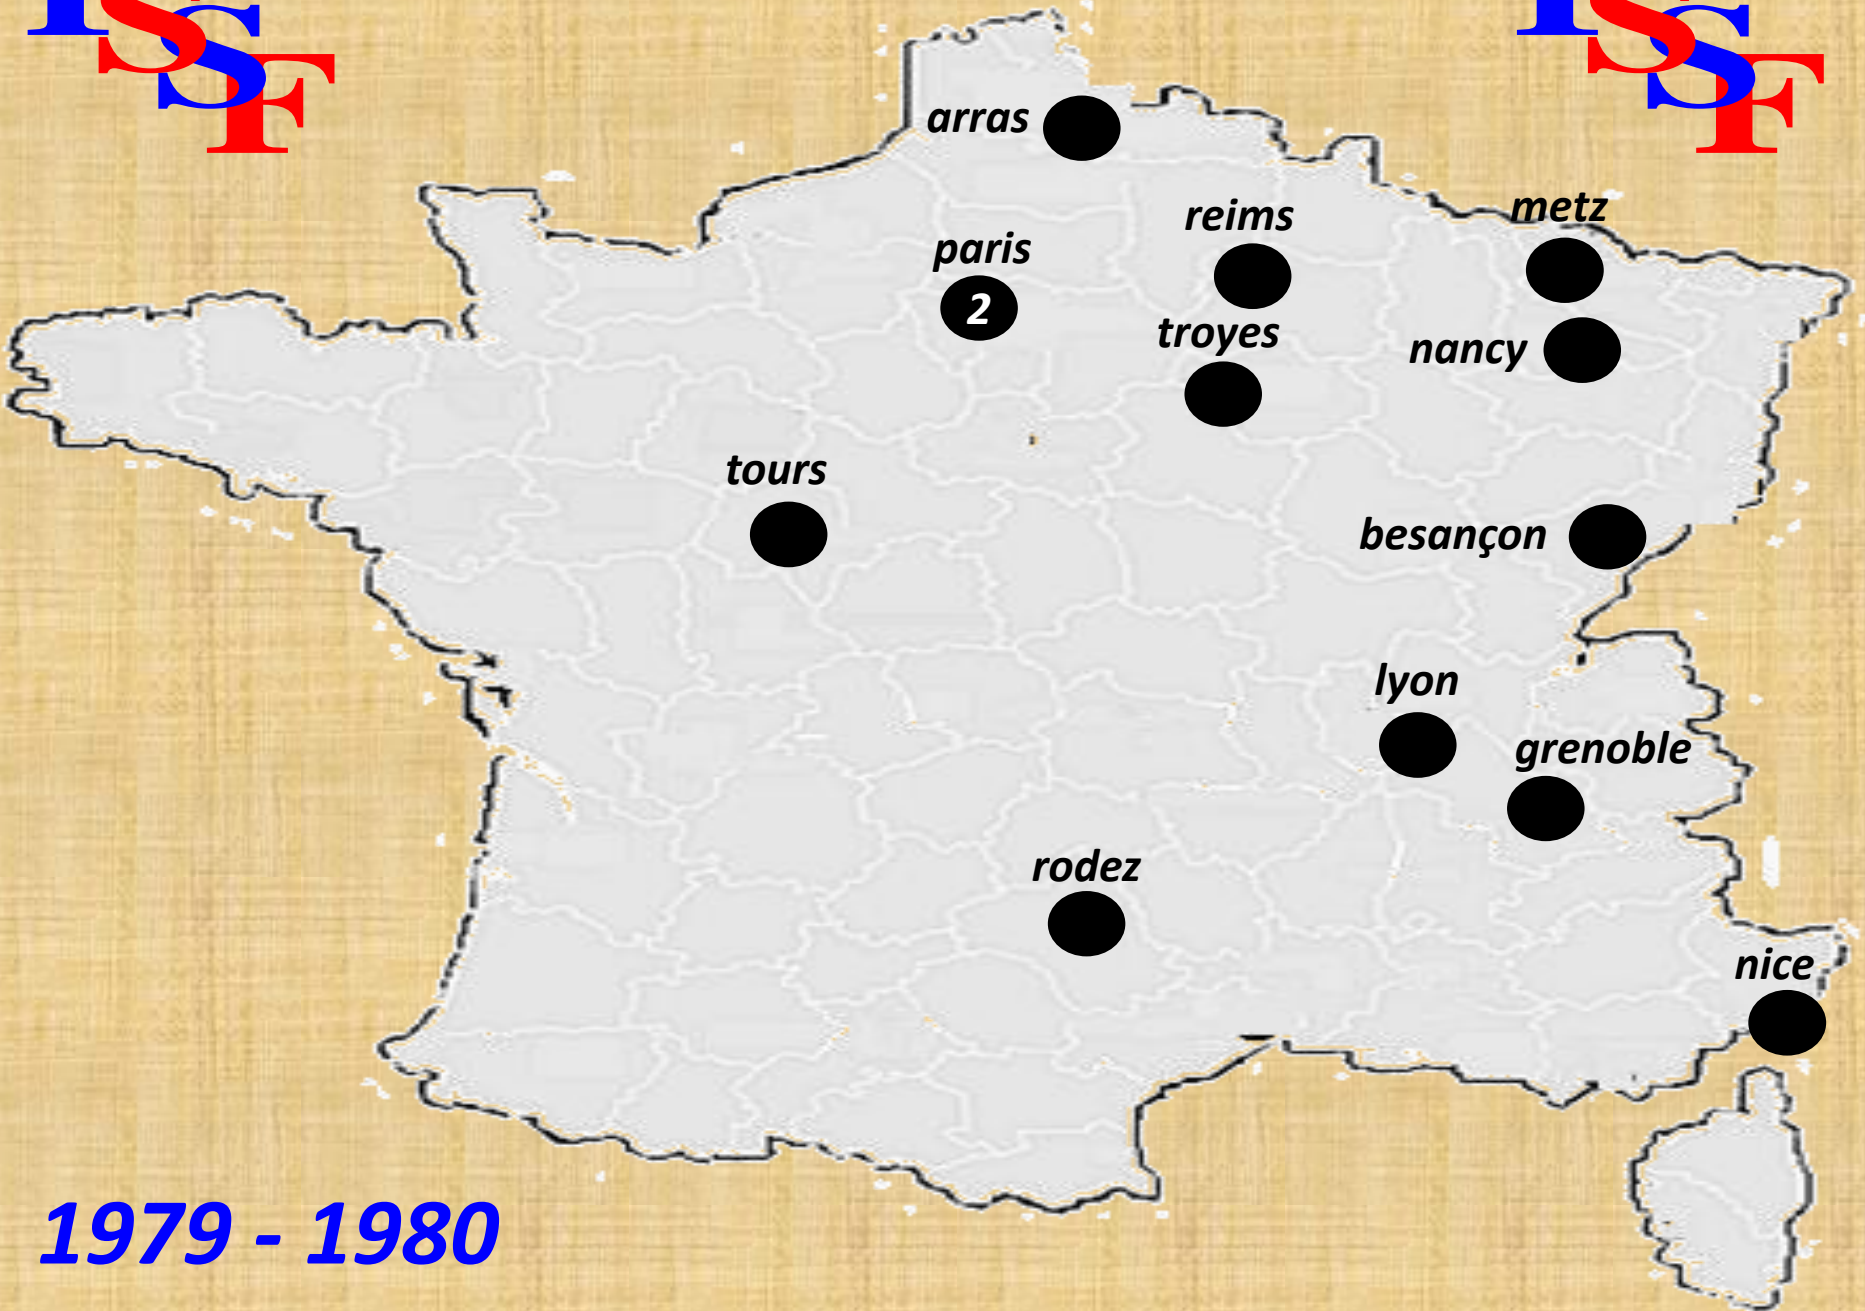 ISSF
ISSF
arras
reims
metz
paris
2
troyes
nancy
tours
besançon
lyon
grenoble
rodez
nice
1979 - 1980